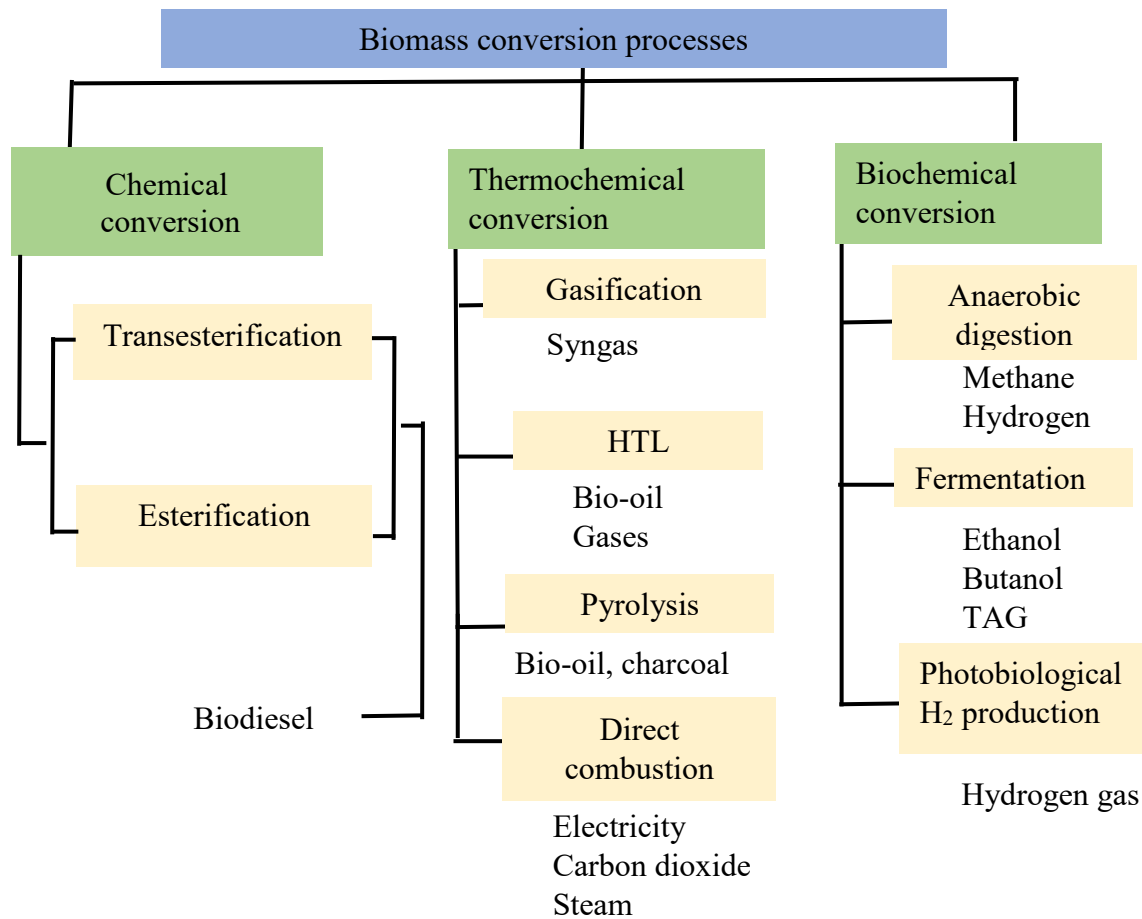 Biomass conversion processes
Chemical
conversion
Transesterification
Esterification
Biodiesel
Thermochemical
conversion
Gasification
Syngas
HTL
Bio-oil
Gases
Pyrolysis
Bio-oil, charcoal
Direct
combustion
Electricity
Carbon dioxide
Steam
Biochemical
conversion
Anaerobic
digestion
Methane
Hydrogen
Fermentation
Ethanol
Butanol
TAG
Photobiological
H₂ production
Hydrogen gas